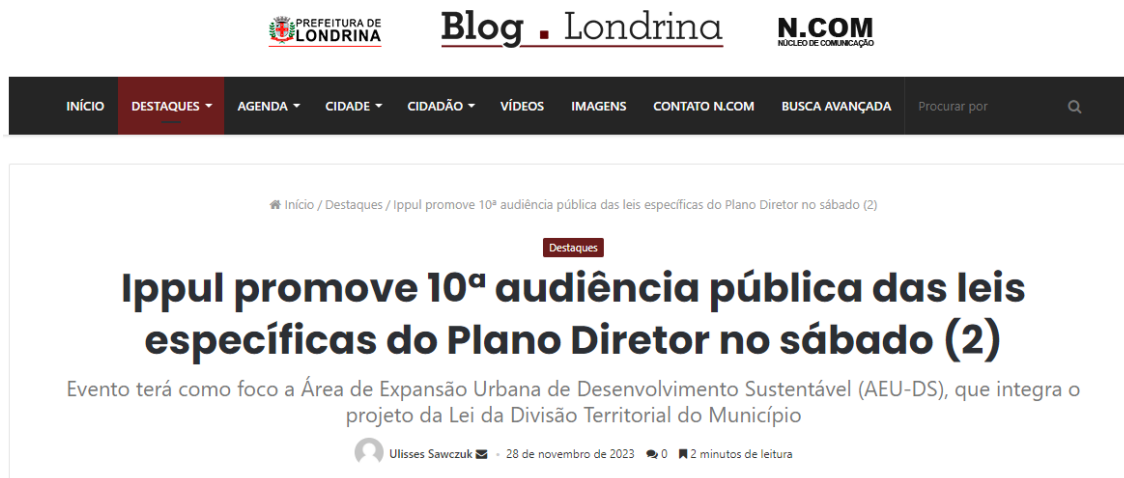 PREFEITURA DE
LONDRINA
Blog . Londrina
N.COM
NÚCLEO DE COMUNICAÇÃO
INÍCIO DESTAQUES AGENDA CIDADE CIDADÃO VÍDEOS IMAGENS CONTATO N.COM BUSCA AVANÇADA Procurar por
Início / Destaques / Ippul promove 10ª audiência pública das leis específicas do Plano Diretor no sábado (2)
Destaques
Ippul promove 10ª audiência pública das leis
específicas do Plano Diretor no sábado (2)
Evento terá como foco a Área de Expansão Urbana de Desenvolvimento Sustentável (AEU-DS), que integra o
projeto da Lei da Divisão Territorial do Município
Ulisses Sawczuk • 28 de novembro de 2023 0 2 minutos de leitura